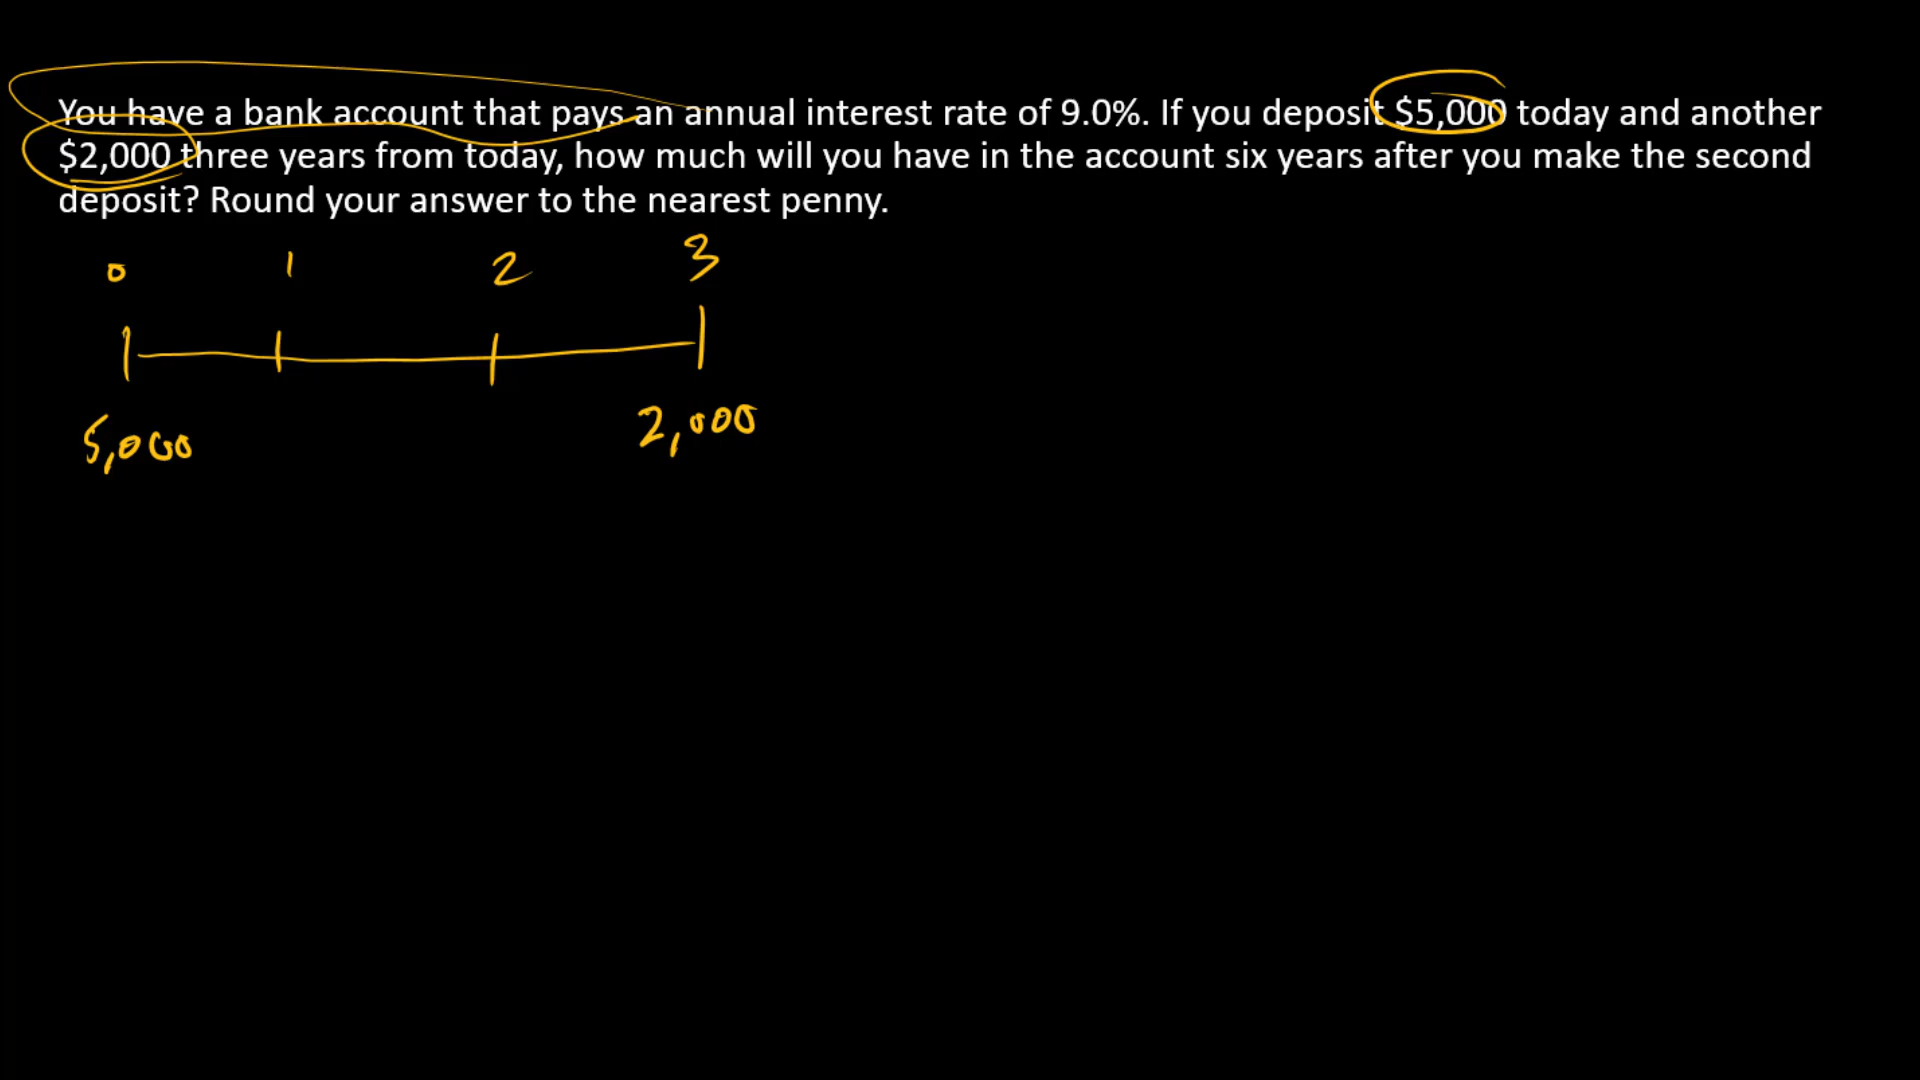 You have a bank account that pays an annual interest rate of 9.0%. If you deposit $5,000 today and another
$2,000 three years from today, how much will you have in the account six years after you make the second
deposit? Round your answer to the nearest penny.
0 1 2 3
5,000 2,000